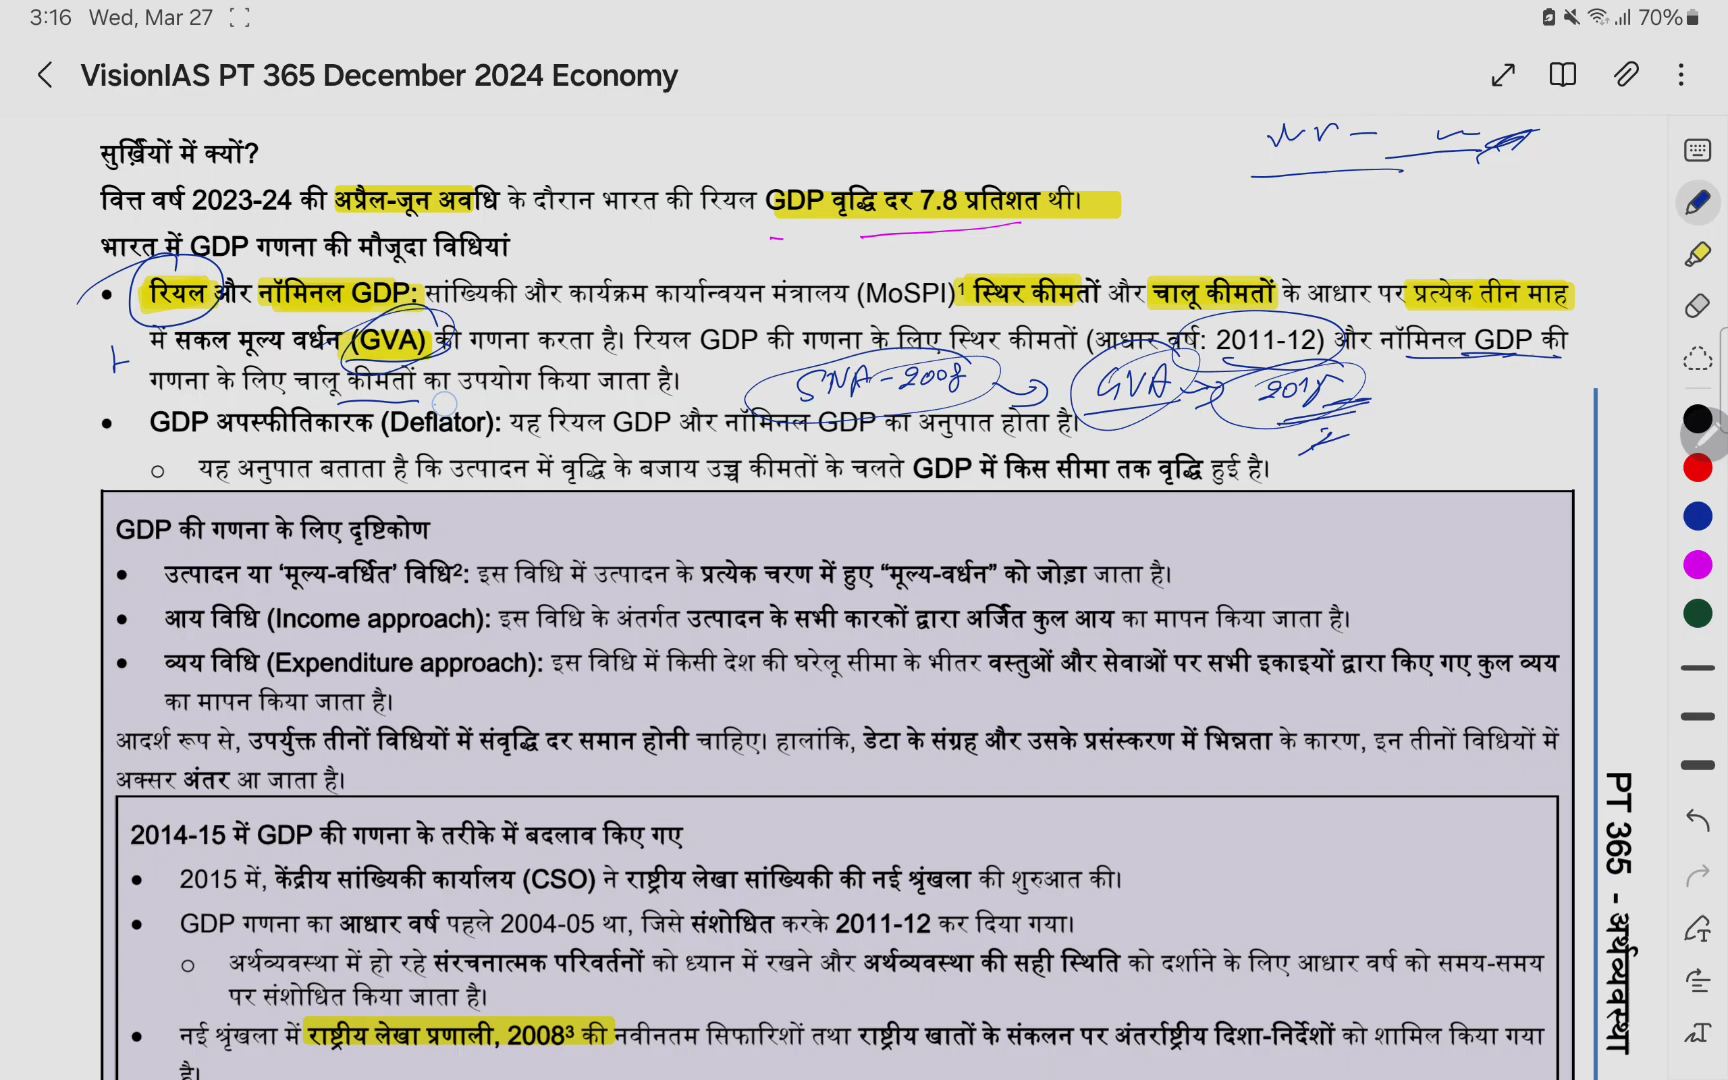 3:16 Wed, Mar 27
70%
VisionIAS PT 365 December 2024 Economy
सुर्ख़ियों में क्यों?
वित्त वर्ष 2023-24 की अप्रैल-जून अवधि के दौरान भारत की रियल GDP वृद्धि दर 7.8 प्रतिशत थी।
भारत में GDP गणना की मौजूदा विधियां
• रियल और नॉमिनल GDP: सांख्यिकी और कार्यक्रम कार्यान्वयन मंत्रालय (MoSPI)¹ स्थिर कीमतों और चालू कीमतों के आधार पर प्रत्येक तीन माह
में सकल मूल्य वर्धन (GVA) की गणना करता है। रियल GDP की गणना के लिए स्थिर कीमतों (आधार वर्ष: 2011-12) और नॉमिनल GDP की
गणना के लिए चालू कीमतों का उपयोग किया जाता है।
SNA-2008 GVA 2015
• GDP अपस्फीतिकारक (Deflator): यह रियल GDP और नॉमिनल GDP का अनुपात होता है।
○ यह अनुपात बताता है कि उत्पादन में वृद्धि के बजाय उच्च कीमतों के चलते GDP में किस सीमा तक वृद्धि हुई है।
GDP की गणना के लिए दृष्टिकोण
• उत्पादन या ‘मूल्य-वर्धित’ विधि²: इस विधि में उत्पादन के प्रत्येक चरण में हुए “मूल्य-वर्धन” को जोड़ा जाता है।
• आय विधि (Income approach): इस विधि के अंतर्गत उत्पादन के सभी कारकों द्वारा अर्जित कुल आय का मापन किया जाता है।
• व्यय विधि (Expenditure approach): इस विधि में किसी देश की घरेलू सीमा के भीतर वस्तुओं और सेवाओं पर सभी इकाइयों द्वारा किए गए कुल व्यय
का मापन किया जाता है।
आदर्श रूप से, उपर्युक्त तीनों विधियों में संवृद्धि दर समान होनी चाहिए। हालांकि, डेटा के संग्रह और उसके प्रसंस्करण में भिन्नता के कारण, इन तीनों विधियों में
अक्सर अंतर आ जाता है।
2014-15 में GDP की गणना के तरीके में बदलाव किए गए
• 2015 में, केंद्रीय सांख्यिकी कार्यालय (CSO) ने राष्ट्रीय लेखा सांख्यिकी की नई श्रृंखला की शुरुआत की।
• GDP गणना का आधार वर्ष पहले 2004-05 था, जिसे संशोधित करके 2011-12 कर दिया गया।
○ अर्थव्यवस्था में हो रहे संरचनात्मक परिवर्तनों को ध्यान में रखने और अर्थव्यवस्था की सही स्थिति को दर्शाने के लिए आधार वर्ष को समय-समय
पर संशोधित किया जाता है।
• नई श्रृंखला में राष्ट्रीय लेखा प्रणाली, 2008³ की नवीनतम सिफारिशों तथा राष्ट्रीय खातों के संकलन पर अंतर्राष्ट्रीय दिशा-निर्देशों को शामिल किया गया
है।
PT 365 - अर्थव्यवस्था